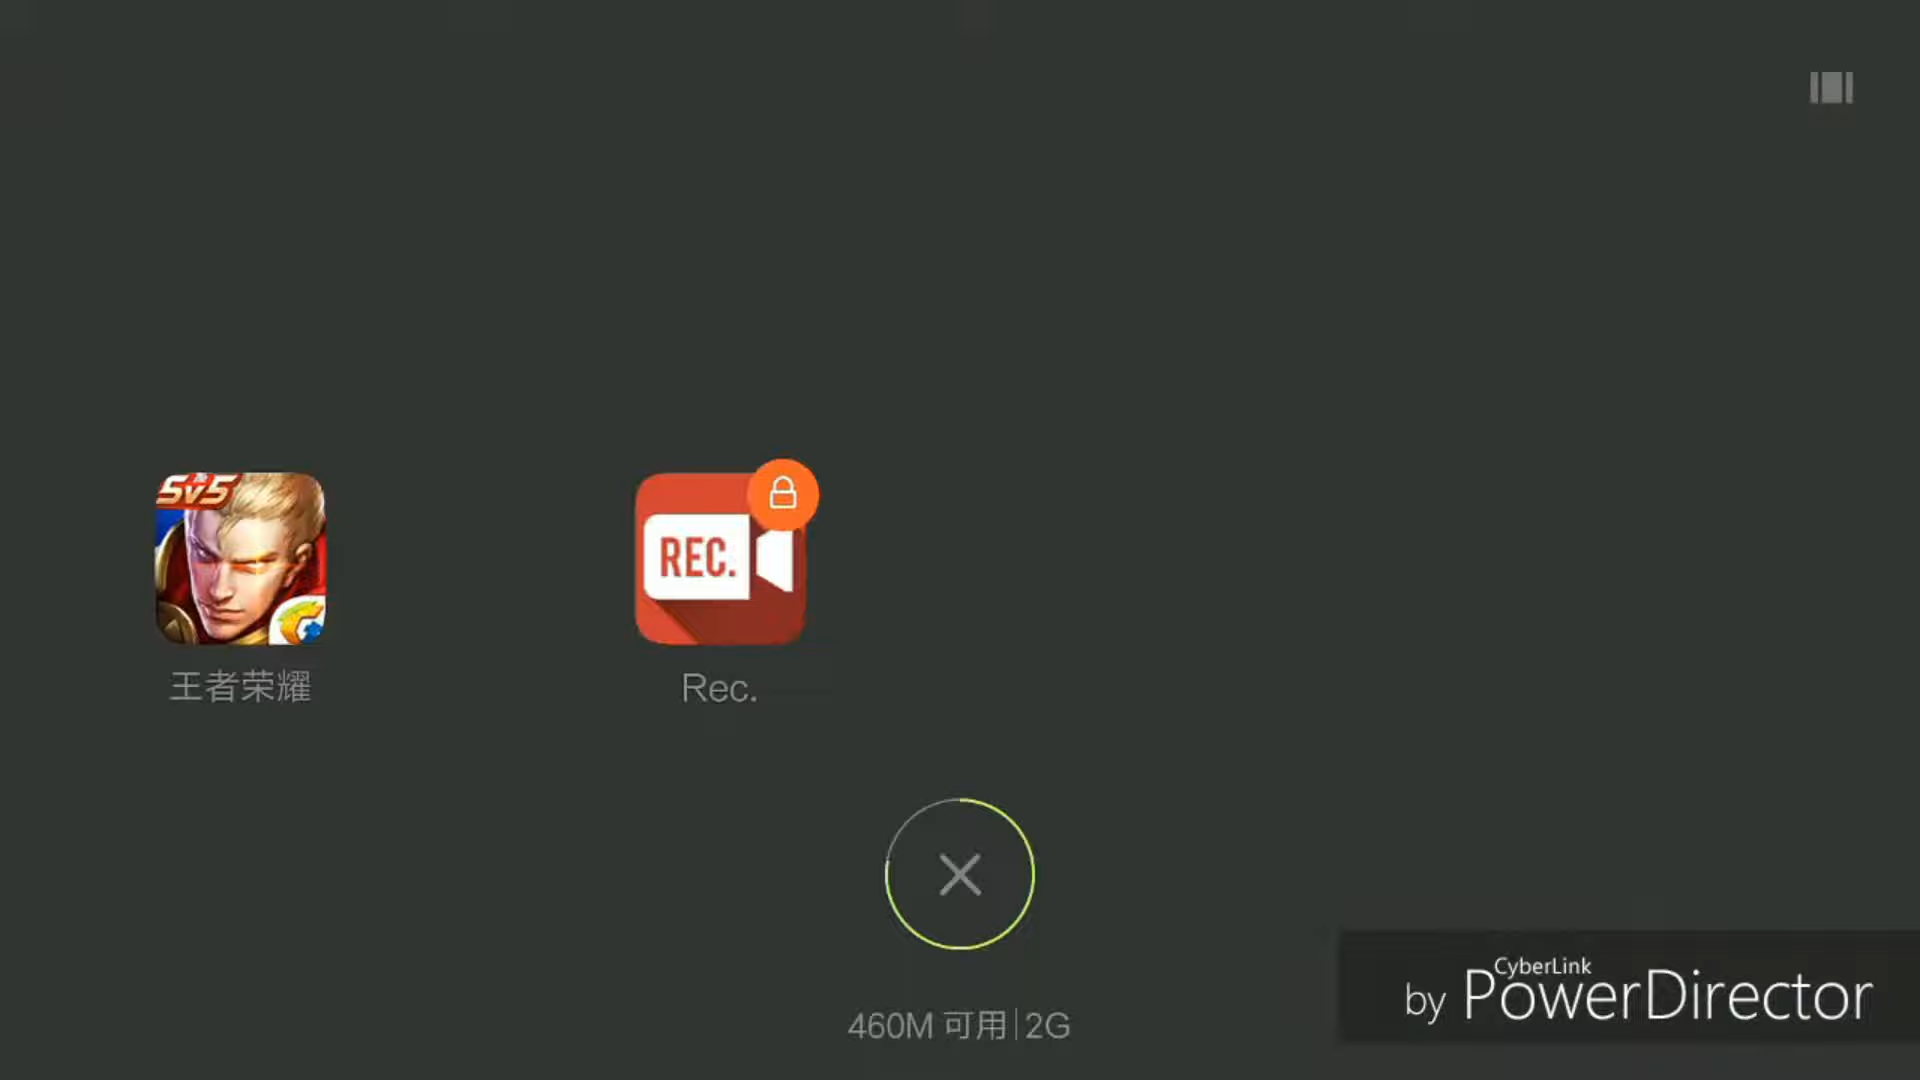 5v5
REC.
王者荣耀
Rec.
460M 可用|2G
CyberLink
by PowerDirector